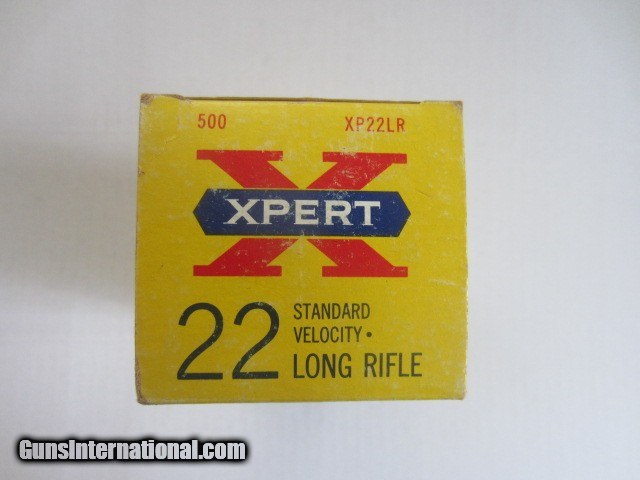 500 XP22LR
XPERT
22 STANDARD
VELOCITY •
LONG RIFLE
GunsInternational.com